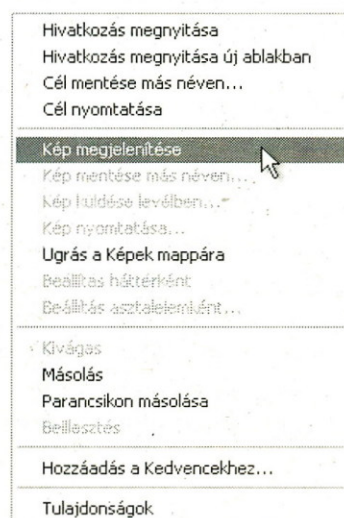 Hivatkozás megnyitása
Hivatkozás megnyitása új ablakban
Cél mentése más néven...
Cél nyomtatása
Kép megjelenítése
Kép mentése más néven...
Kép küldése levélben...
Kép nyomtatása...
Ugrás a Képek mappára
Beállítás háttérként
Beállítás asztalelemként...
Kivágás
Másolás
Parancsikon másolása
Beillesztés
Hozzáadás a Kedvencekhez...
Tulajdonságok